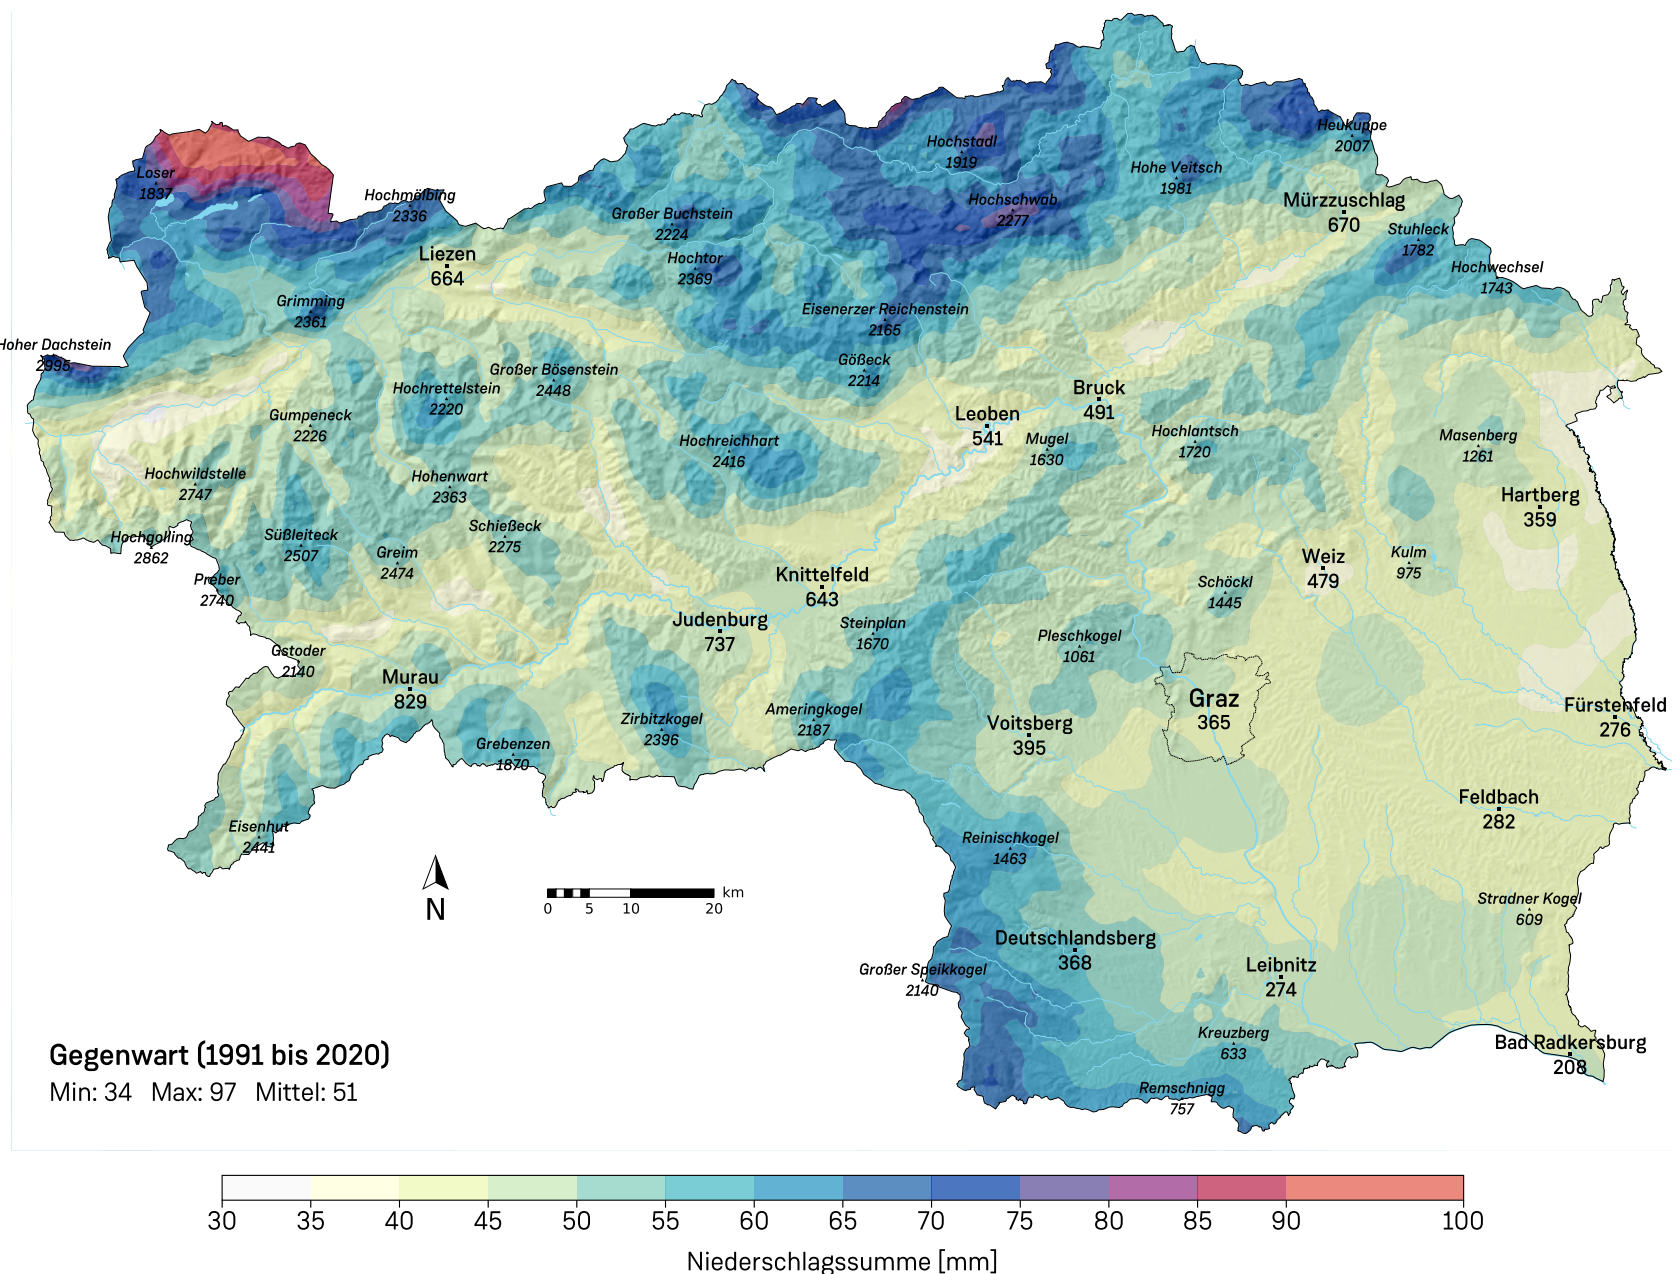 Heukuppe
2007
Hochstadl
1919
Hohe Veitsch
1981
Loser
1837
Hochmölbing
2336
Hochschwab
2277
Mürzzuschlag
670
Großer Buchstein
2224
Stuhleck
1782
Liezen
664
Hochtor
2369
Hochwechsel
1743
Grimming
2361
Eisenerzer Reichenstein
2165
Hoher Dachstein
2995
Gößeck
2214
Großer Bösenstein
2448
Hochrettelstein
2220
Bruck
491
Gumpeneck
2226
Leoben
541
Mugel
1630
Hochlantsch
1720
Masenberg
1261
Hochreichhart
2416
Hochwildstelle
2747
Hohenwart
2363
Hartberg
359
Hochgolling
2862
Süßleiteck
2507
Schießeck
2275
Greim
2474
Weiz
479
Kulm
975
Preber
2740
Knittelfeld
643
Schöckl
1445
Judenburg
737
Steinplan
1670
Pleschkogel
1061
Gstoder
2140
Murau
829
Graz
365
Zirbitzkogel
2396
Ameringkogel
2187
Voitsberg
395
Fürstenfeld
276
Grebenzen
1870
Feldbach
282
Eisenhut
2441
Reinischkogel
1463
Stradner Kogel
609
N
km
0 5 10 20
Deutschlandsberg
368
Großer Speikkogel
2140
Leibnitz
274
Kreuzberg
633
Bad Radkersburg
208
Remschnigg
757
Gegenwart (1991 bis 2020)
Min: 34 Max: 97 Mittel: 51
30 35 40 45 50 55 60 65 70 75 80 85 90 100
Niederschlagssumme [mm]